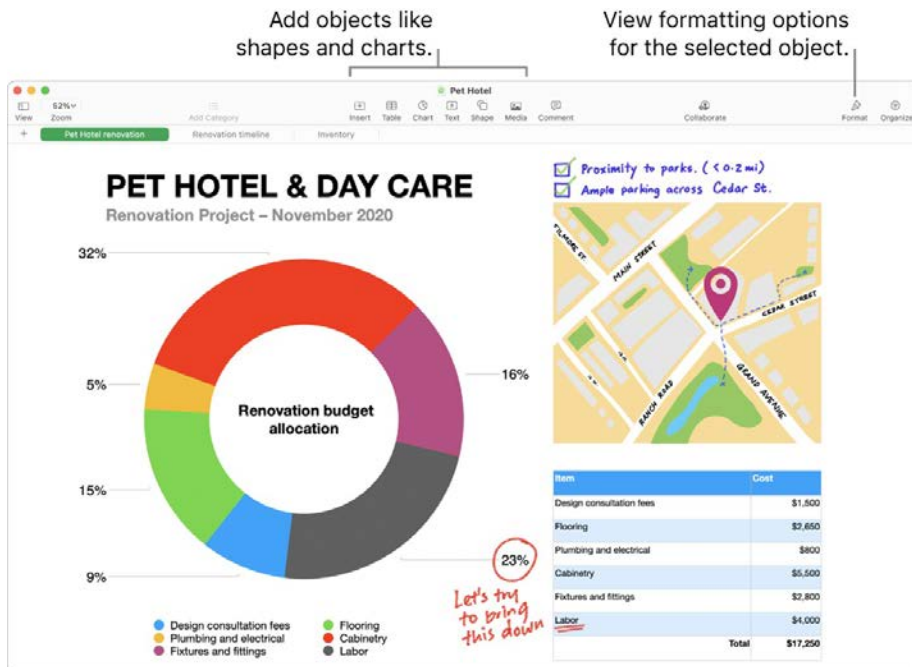 Add objects like
shapes and charts.
View formatting options
for the selected object.
Pet Hotel
View
52%
Zoom
Add Category
Insert
Table
Chart
Text
Shape
Media
Comment
Collaborate
Format
Organize
+
Pet Hotel renovation
Renovation timeline
Inventory
PET HOTEL & DAY CARE
Renovation Project – November 2020
32%
16%
5%
15%
9%
23%
Renovation budget
allocation
Let's try
to bring
this down
Design consultation fees
Plumbing and electrical
Fixtures and fittings
Flooring
Cabinetry
Labor
Proximity to parks. (< 0.2 mi)
Ample parking across Cedar St.
FILMORE ST.
MAIN STREET
CEDAR STREET
RANCH ROAD
GRAND AVENUE
Item Cost
Design consultation fees $1,500
Flooring $2,650
Plumbing and electrical $800
Cabinetry $5,500
Fixtures and fittings $2,800
Labor $4,000
Total $17,250